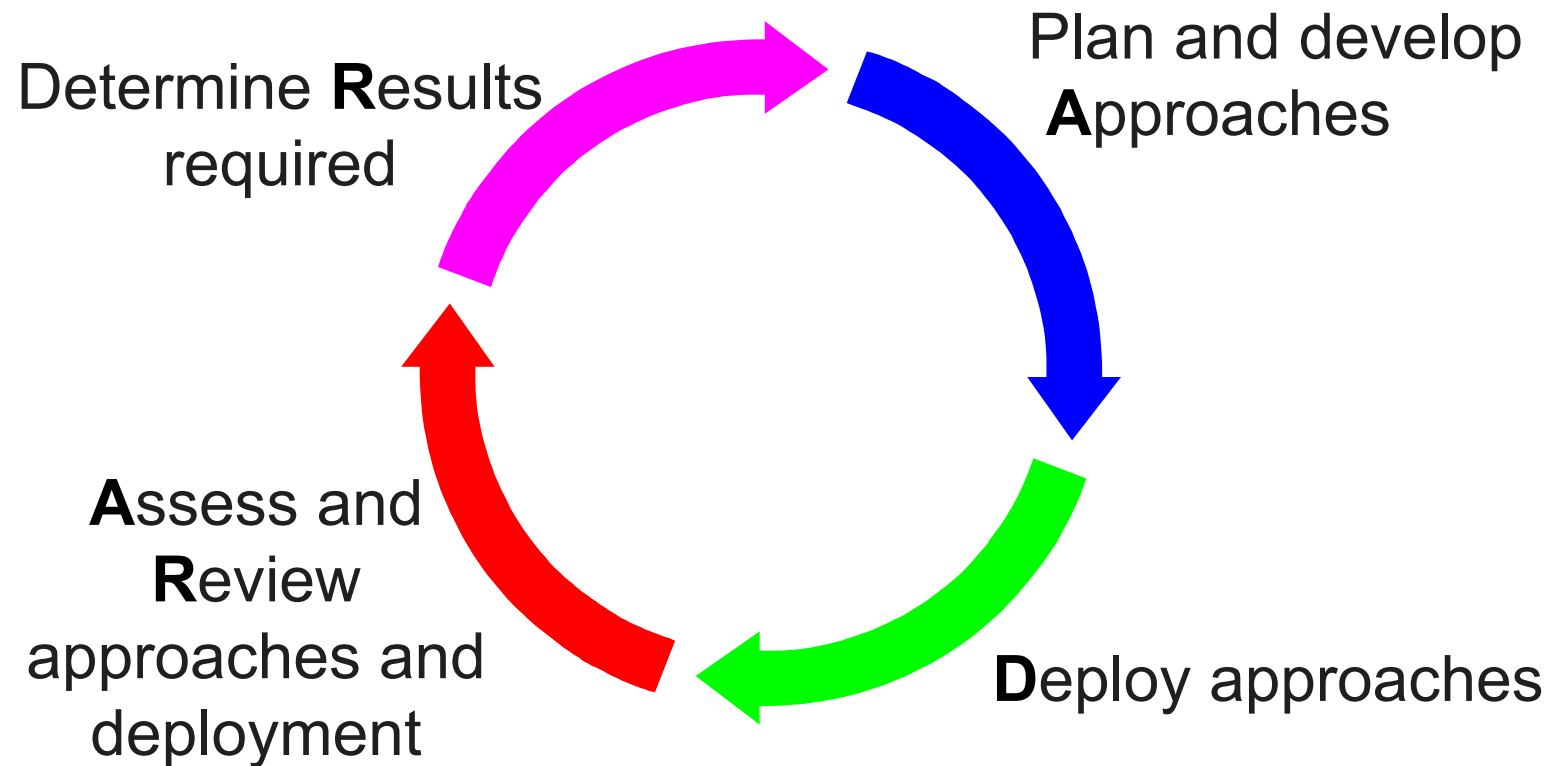 Determine Results
required
Plan and develop
Approaches
Deploy approaches
Assess and
Review
approaches and
deployment